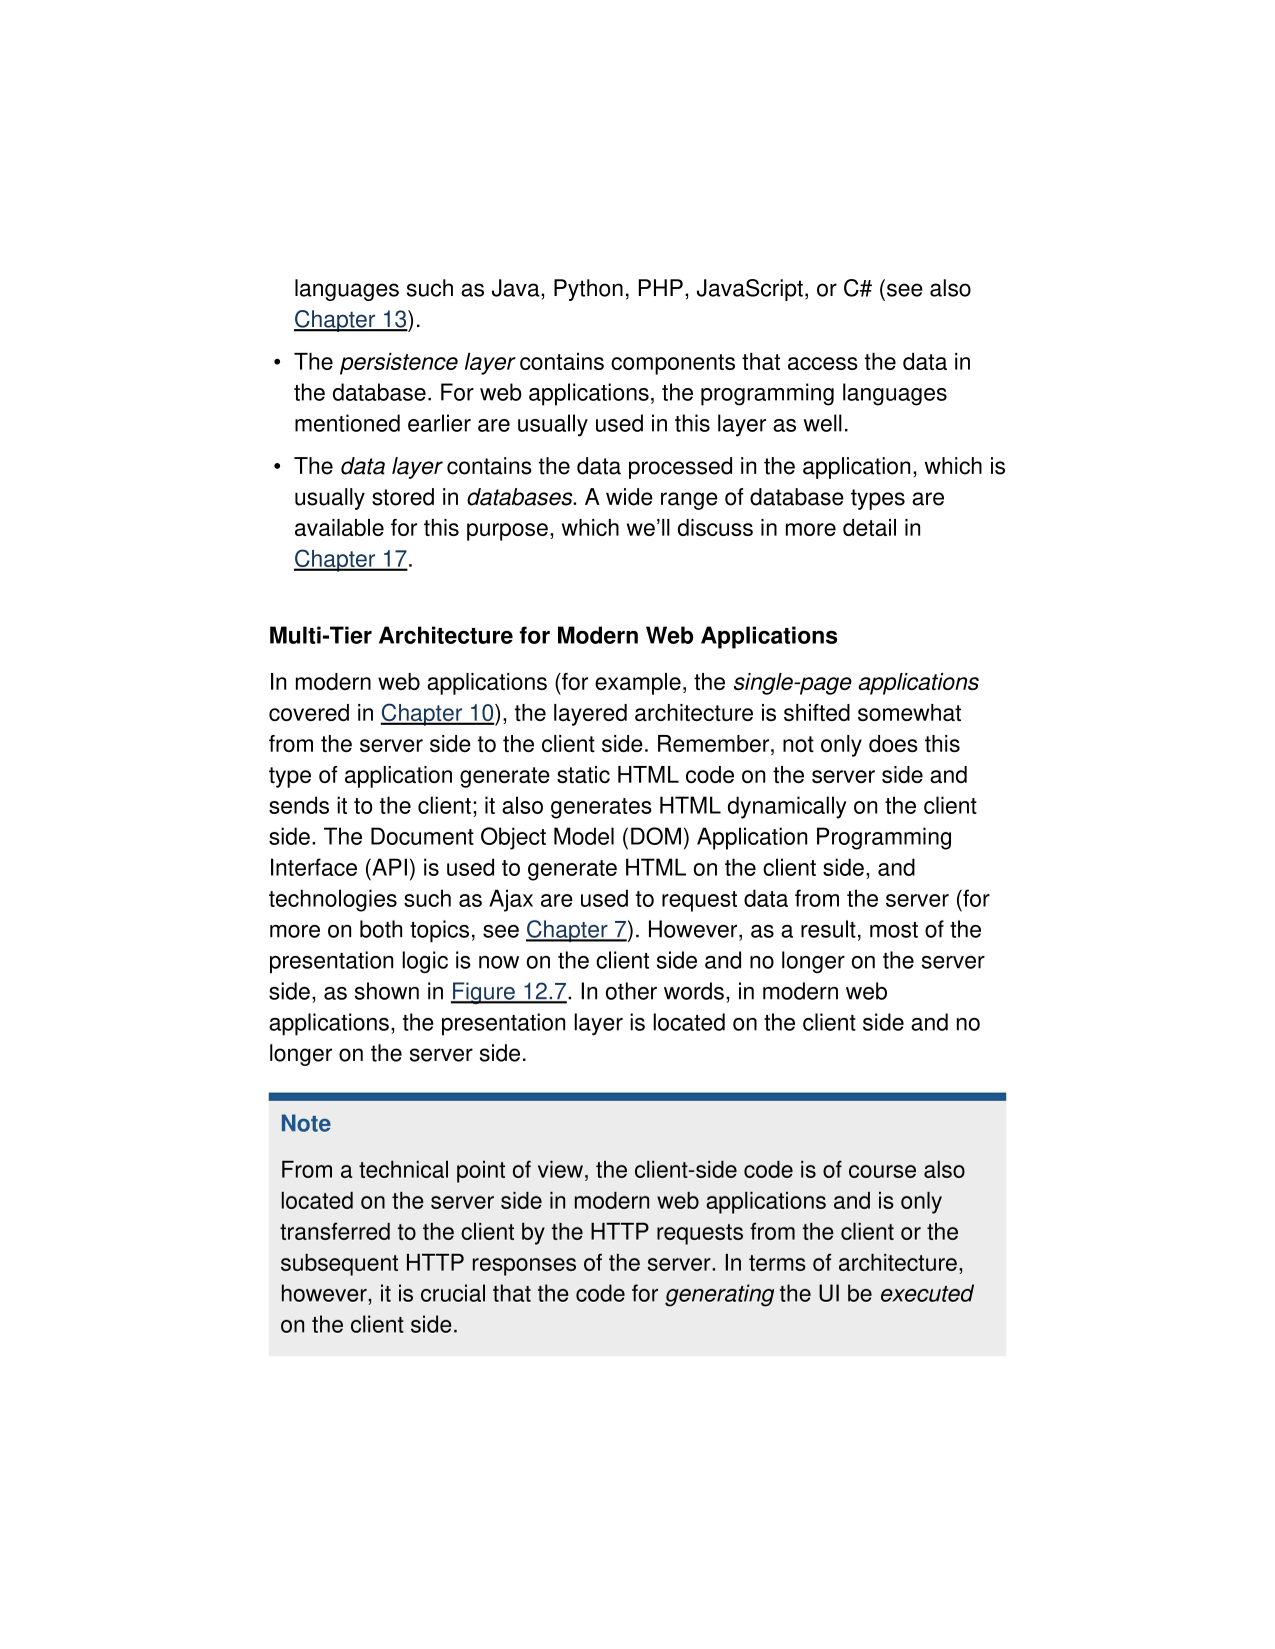 languages such as Java, Python, PHP, JavaScript, or C# (see also
Chapter 13).
• The persistence layer contains components that access the data in
the database. For web applications, the programming languages
mentioned earlier are usually used in this layer as well.
• The data layer contains the data processed in the application, which is
usually stored in databases. A wide range of database types are
available for this purpose, which we’ll discuss in more detail in
Chapter 17.
Multi-Tier Architecture for Modern Web Applications
In modern web applications (for example, the single-page applications
covered in Chapter 10), the layered architecture is shifted somewhat
from the server side to the client side. Remember, not only does this
type of application generate static HTML code on the server side and
sends it to the client; it also generates HTML dynamically on the client
side. The Document Object Model (DOM) Application Programming
Interface (API) is used to generate HTML on the client side, and
technologies such as Ajax are used to request data from the server (for
more on both topics, see Chapter 7). However, as a result, most of the
presentation logic is now on the client side and no longer on the server
side, as shown in Figure 12.7. In other words, in modern web
applications, the presentation layer is located on the client side and no
longer on the server side.
Note
From a technical point of view, the client-side code is of course also
located on the server side in modern web applications and is only
transferred to the client by the HTTP requests from the client or the
subsequent HTTP responses of the server. In terms of architecture,
however, it is crucial that the code for generating the UI be executed
on the client side.